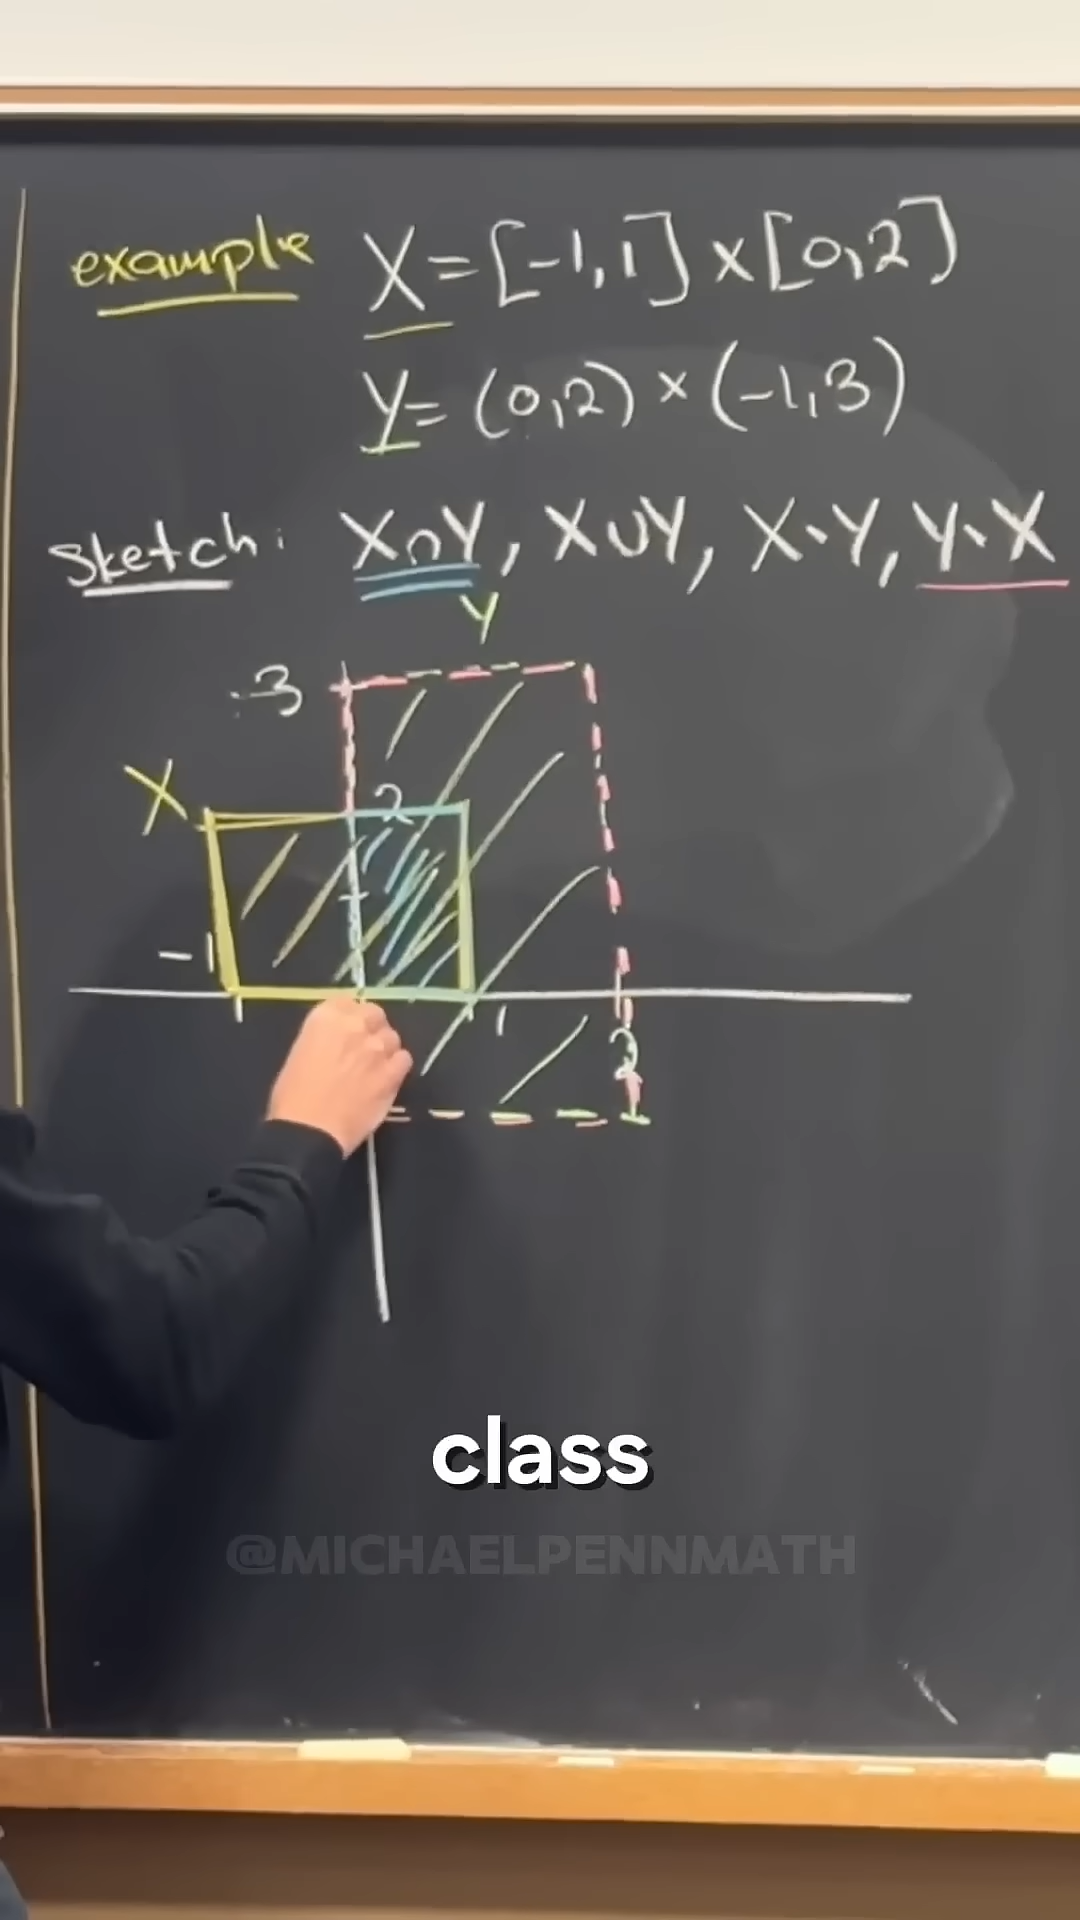 example X = [-1,1] × [0,2]
Y = (0,2) × (-1,3)
Sketch: X∩Y, X∪Y, X∖Y, Y∖X
Y
3
X
2
-1
1
2
class
@MICHAELPENNMATH